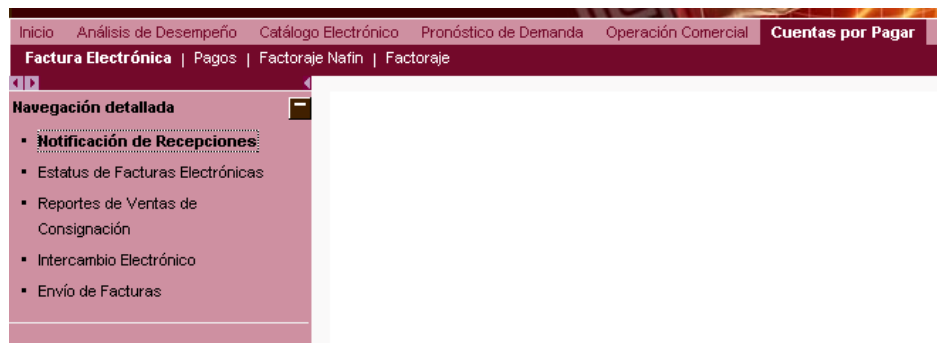 Inicio Análisis de Desempeño Catálogo Electrónico Pronóstico de Demanda Operación Comercial Cuentas por Pagar
Factura Electrónica | Pagos | Factoraje Nafin | Factoraje
Navegación detallada
Notificación de Recepciones
Estatus de Facturas Electrónicas
Reportes de Ventas de
Consignación
Intercambio Electrónico
Envío de Facturas